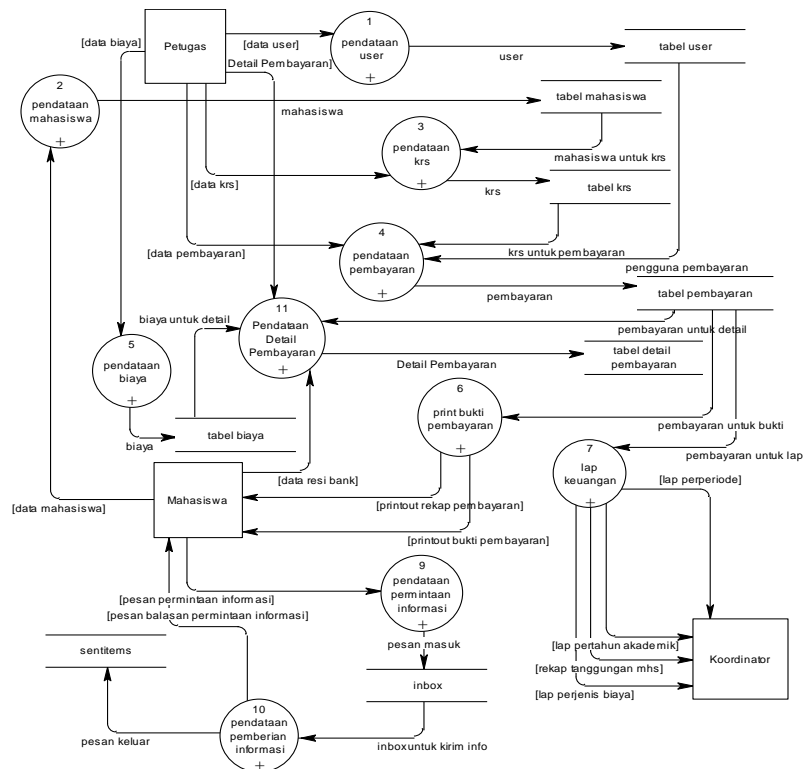 1
[data biaya]
Petugas
[data user]
pendataan
user
tabel user
user
Detail Pembayaran]
2
pendataan
mahasiswa
mahasiswa
tabel mahasiswa
3
pendataan
krs
mahasiswa untuk krs
[data krs]
krs
tabel krs
4
pendataan
pembayaran
[data pembayaran]
krs untuk pembayaran
pengguna pembayaran
pembayaran
tabel pembayaran
11
Pendataan
Detail
Pembayaran
biaya untuk detail
pembayaran untuk detail
5
pendataan
biaya
Detail Pembayaran
tabel detail
pembayaran
6
print bukti
pembayaran
pembayaran untuk bukti
biaya
tabel biaya
7
lap
keuangan
pembayaran untuk lap
Mahasiswa
[data resi bank]
[lap perperiode]
[data mahasiswa]
[printout rekap pembayaran]
[printout bukti pembayaran]
9
pendataan
permintaan
informasi
[pesan permintaan informasi]
[pesan balasan permintaan informasi]
pesan masuk
sentitems
inbox
[lap pertahun akademik]
[rekap tanggungan mhs]
[lap perjenis biaya]
Koordinator
10
pendataan
pemberian
informasi
pesan keluar
inbox untuk kirim info